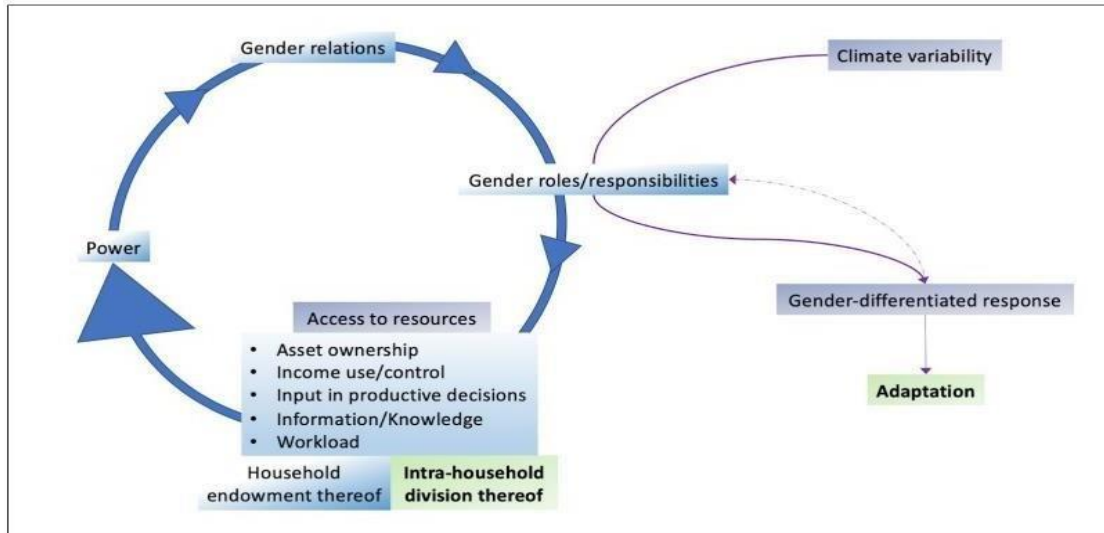 Gender relations
Climate variability
Gender roles/responsibilities
Power
Gender-differentiated response
Access to resources
• Asset ownership
• Income use/control
• Input in productive decisions
• Information/Knowledge
• Workload
Adaptation
Household
endowment thereof
Intra-household
division thereof